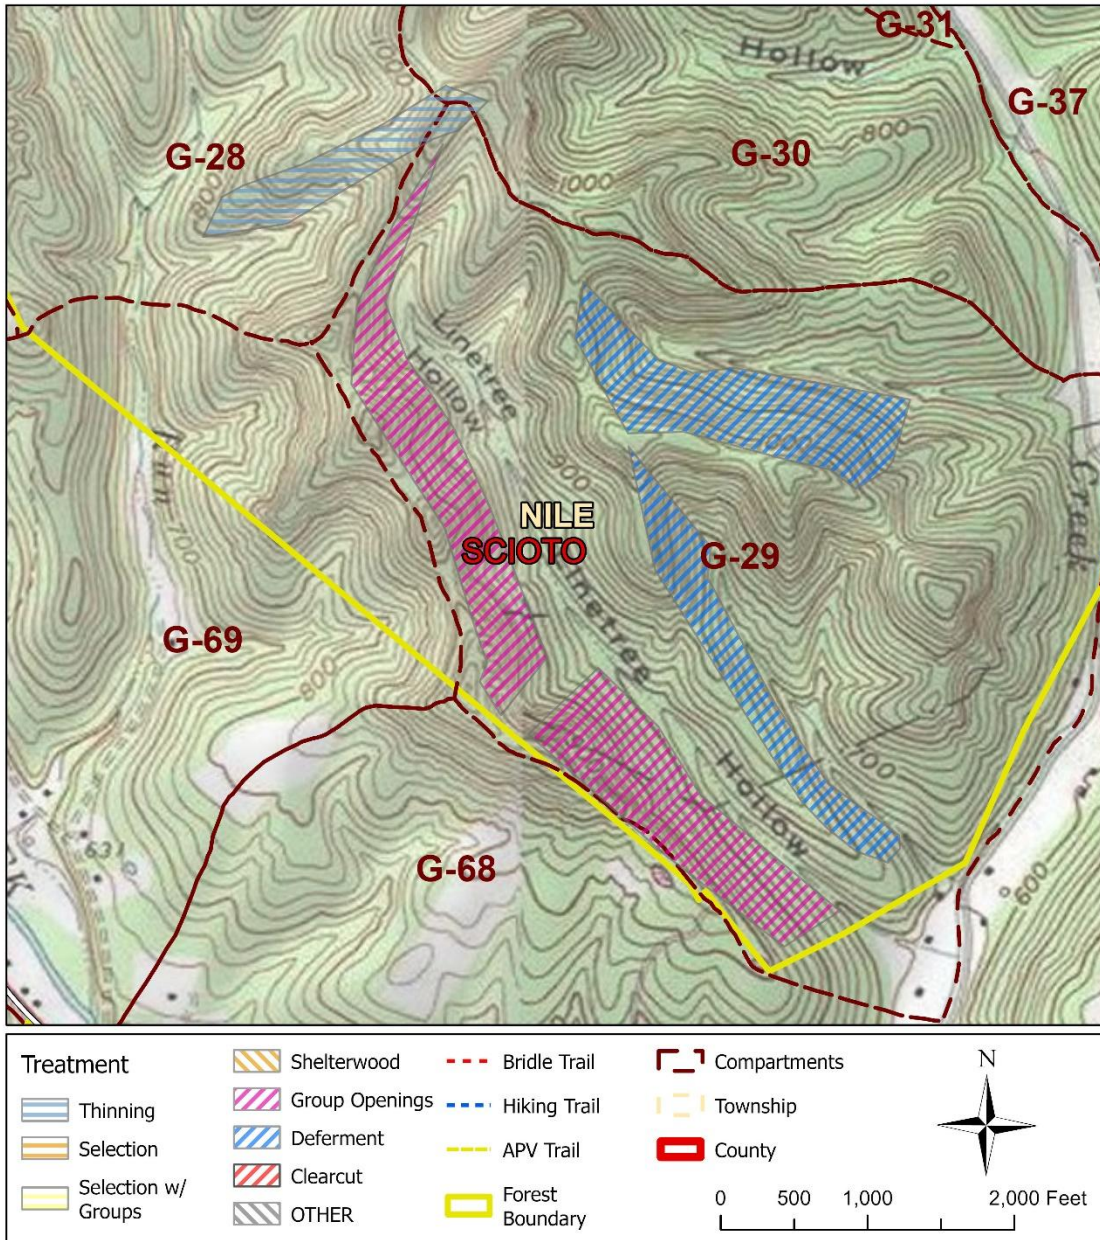 G-31
1000
Hollow
G-37
G-28
800
G-30
1000
800
Linetree
Hollow
900
1000
NILE
SCIOTO
G-29
Run
700
Creek
Linetree
G-69
800
Hollow
700
631
G-68
600
K
Treatment
Thinning
Selection
Selection w/
Groups
Shelterwood
Group Openings
Deferment
Clearcut
OTHER
Bridle Trail
Hiking Trail
APV Trail
Forest
Boundary
Compartments
Township
County
N
0 500 1,000 2,000 Feet